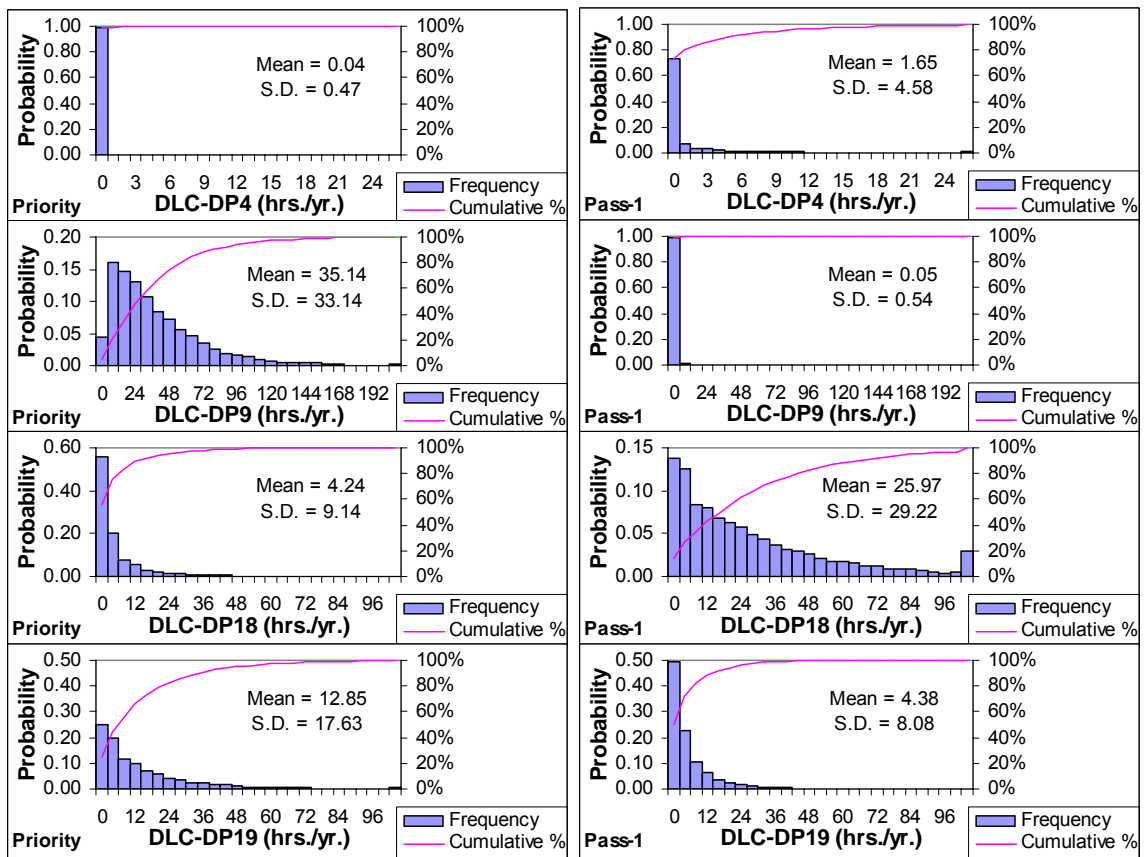 1.00
0.80
0.60
0.40
0.20
0.00
Probability
100%
80%
60%
40%
20%
0%
Mean = 0.04
S.D. = 0.47
0 3 6 9 12 15 18 21 24
Priority
DLC-DP4 (hrs./yr.)
Frequency
Cumulative %
1.00
0.80
0.60
0.40
0.20
0.00
Probability
100%
80%
60%
40%
20%
0%
Mean = 1.65
S.D. = 4.58
0 3 6 9 12 15 18 21 24
Pass-1
DLC-DP4 (hrs./yr.)
Frequency
Cumulative %
0.20
0.15
0.10
0.05
0.00
Probability
100%
80%
60%
40%
20%
0%
Mean = 35.14
S.D. = 33.14
0 24 48 72 96 120 144 168 192
Priority
DLC-DP9 (hrs./yr.)
Frequency
Cumulative %
1.00
0.80
0.60
0.40
0.20
0.00
Probability
100%
80%
60%
40%
20%
0%
Mean = 0.05
S.D. = 0.54
0 24 48 72 96 120 144 168 192
Pass-1
DLC-DP9 (hrs./yr.)
Frequency
Cumulative %
0.60
0.40
0.20
0.00
Probability
100%
80%
60%
40%
20%
0%
Mean = 4.24
S.D. = 9.14
0 12 24 36 48 60 72 84 96
Priority
DLC-DP18 (hrs./yr.)
Frequency
Cumulative %
0.15
0.10
0.05
0.00
Probability
100%
80%
60%
40%
20%
0%
Mean = 25.97
S.D. = 29.22
0 12 24 36 48 60 72 84 96
Pass-1
DLC-DP18 (hrs./yr.)
Frequency
Cumulative %
0.50
0.40
0.30
0.20
0.10
0.00
Probability
100%
80%
60%
40%
20%
0%
Mean = 12.85
S.D. = 17.63
0 12 24 36 48 60 72 84 96
Priority
DLC-DP19 (hrs./yr.)
Frequency
Cumulative %
0.50
0.40
0.30
0.20
0.10
0.00
Probability
100%
80%
60%
40%
20%
0%
Mean = 4.38
S.D. = 8.08
0 12 24 36 48 60 72 84 96
Pass-1
DLC-DP19 (hrs./yr.)
Frequency
Cumulative %